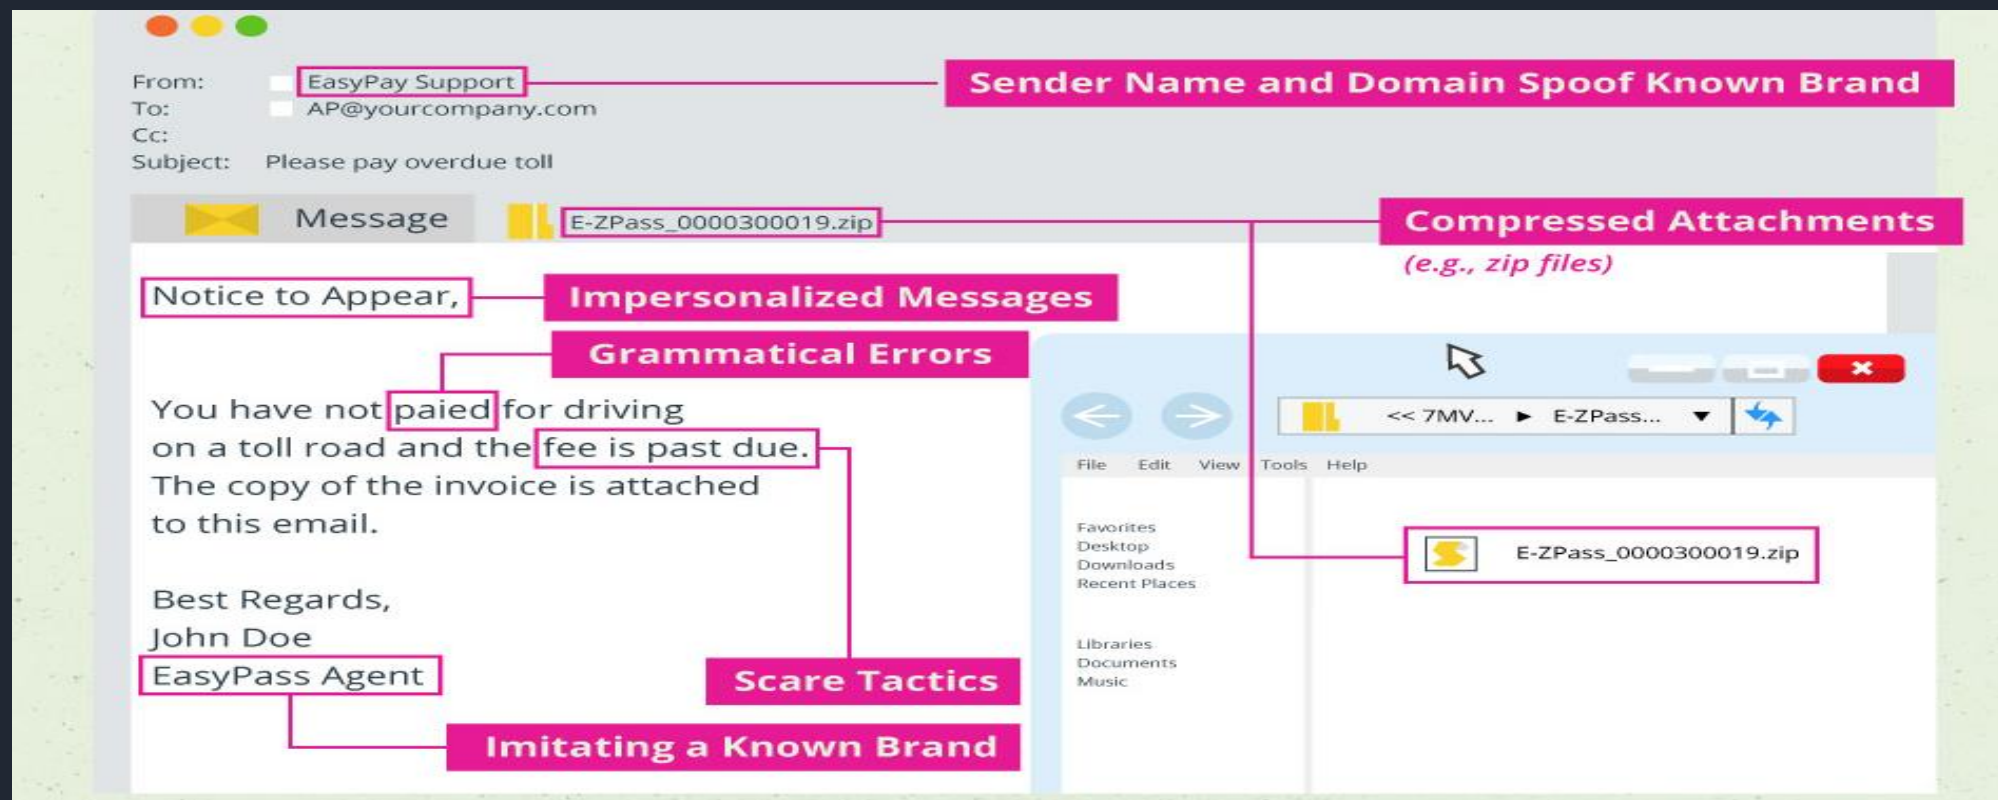 From: EasyPay Support
Sender Name and Domain Spoof Known Brand
To: AP@yourcompany.com
Cc:
Subject: Please pay overdue toll
Message
E-ZPass_0000300019.zip
Compressed Attachments
(e.g., zip files)
Notice to Appear,
Impersonalized Messages
Grammatical Errors
You have not paied for driving
on a toll road and the fee is past due.
The copy of the invoice is attached
to this email.
Best Regards,
John Doe
EasyPass Agent
Scare Tactics
Imitating a Known Brand
<< 7MV... ► E-ZPass... ▼
File Edit View Tools Help
Favorites
Desktop
Downloads
Recent Places
Libraries
Documents
Music
E-ZPass_0000300019.zip